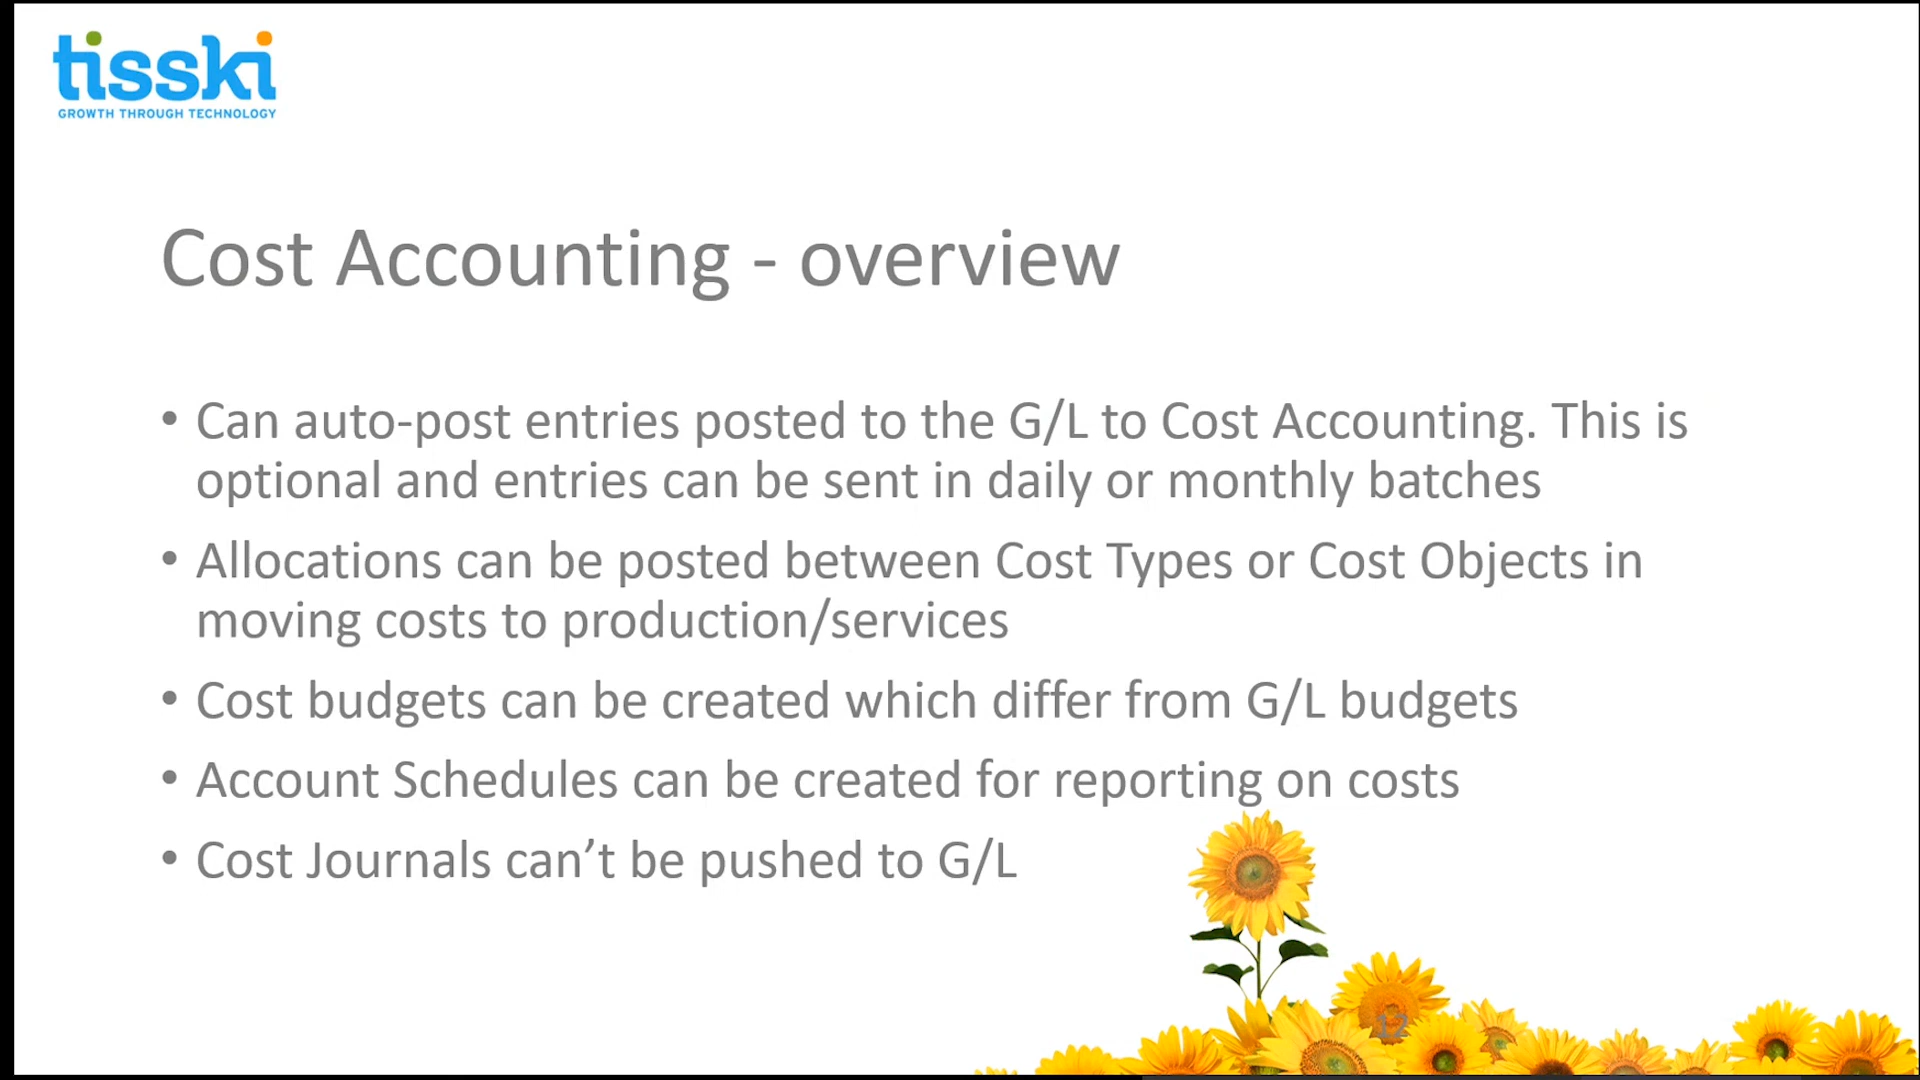 tisski
GROWTH THROUGH TECHNOLOGY
Cost Accounting - overview
• Can auto-post entries posted to the G/L to Cost Accounting. This is
optional and entries can be sent in daily or monthly batches
• Allocations can be posted between Cost Types or Cost Objects in
moving costs to production/services
• Cost budgets can be created which differ from G/L budgets
• Account Schedules can be created for reporting on costs
• Cost Journals can’t be pushed to G/L
12